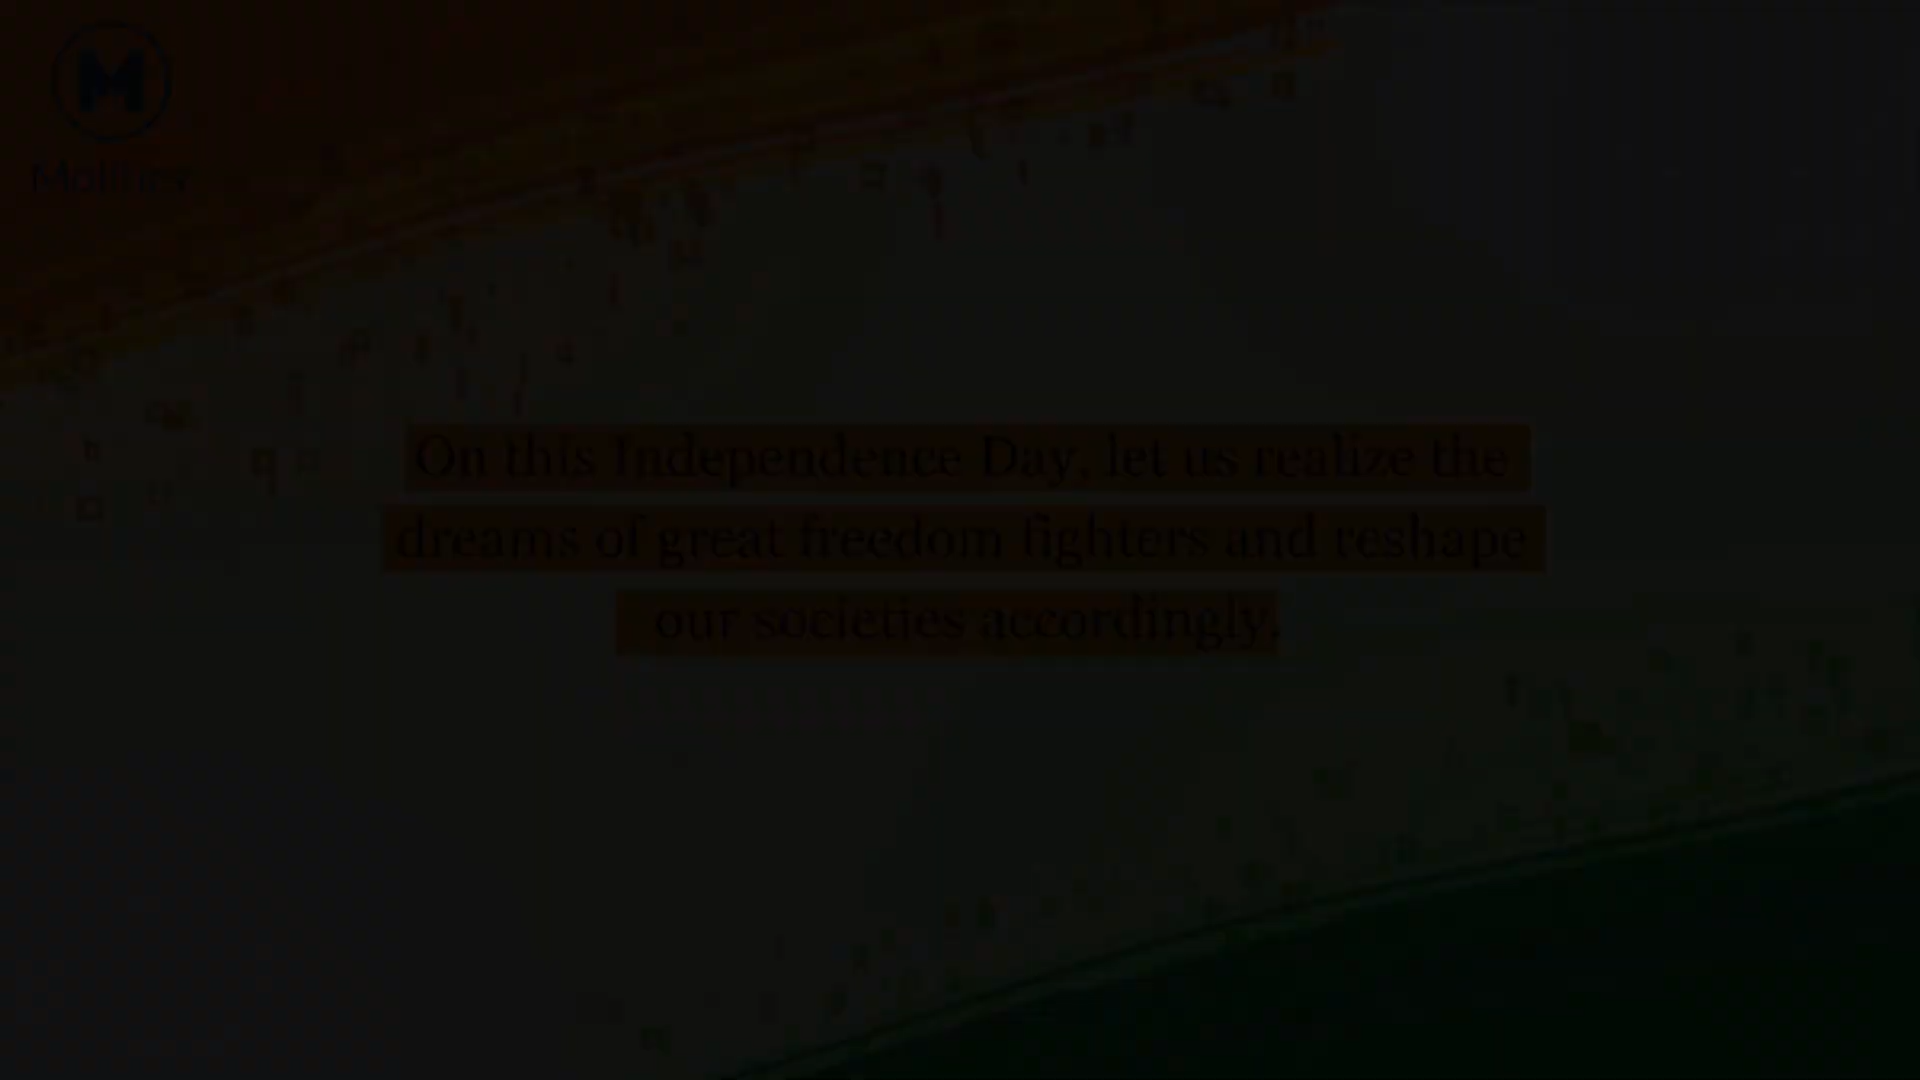 M
On this Independence Day, let us realize the
dreams of great freedom fighters and reshape
our societies accordingly.